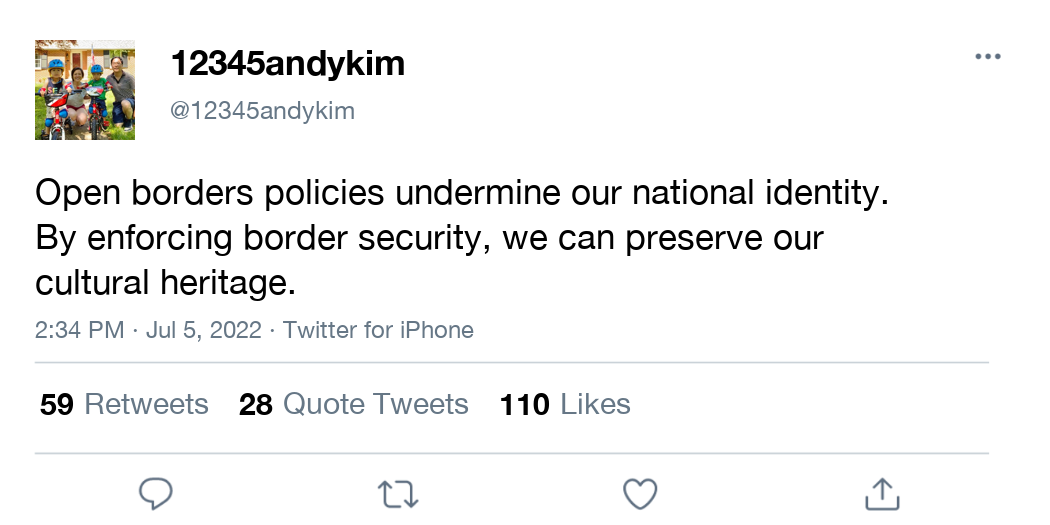 12345andykim
@12345andykim
Open borders policies undermine our national identity.
By enforcing border security, we can preserve our
cultural heritage.
2:34 PM · Jul 5, 2022 · Twitter for iPhone
59 Retweets 28 Quote Tweets 110 Likes